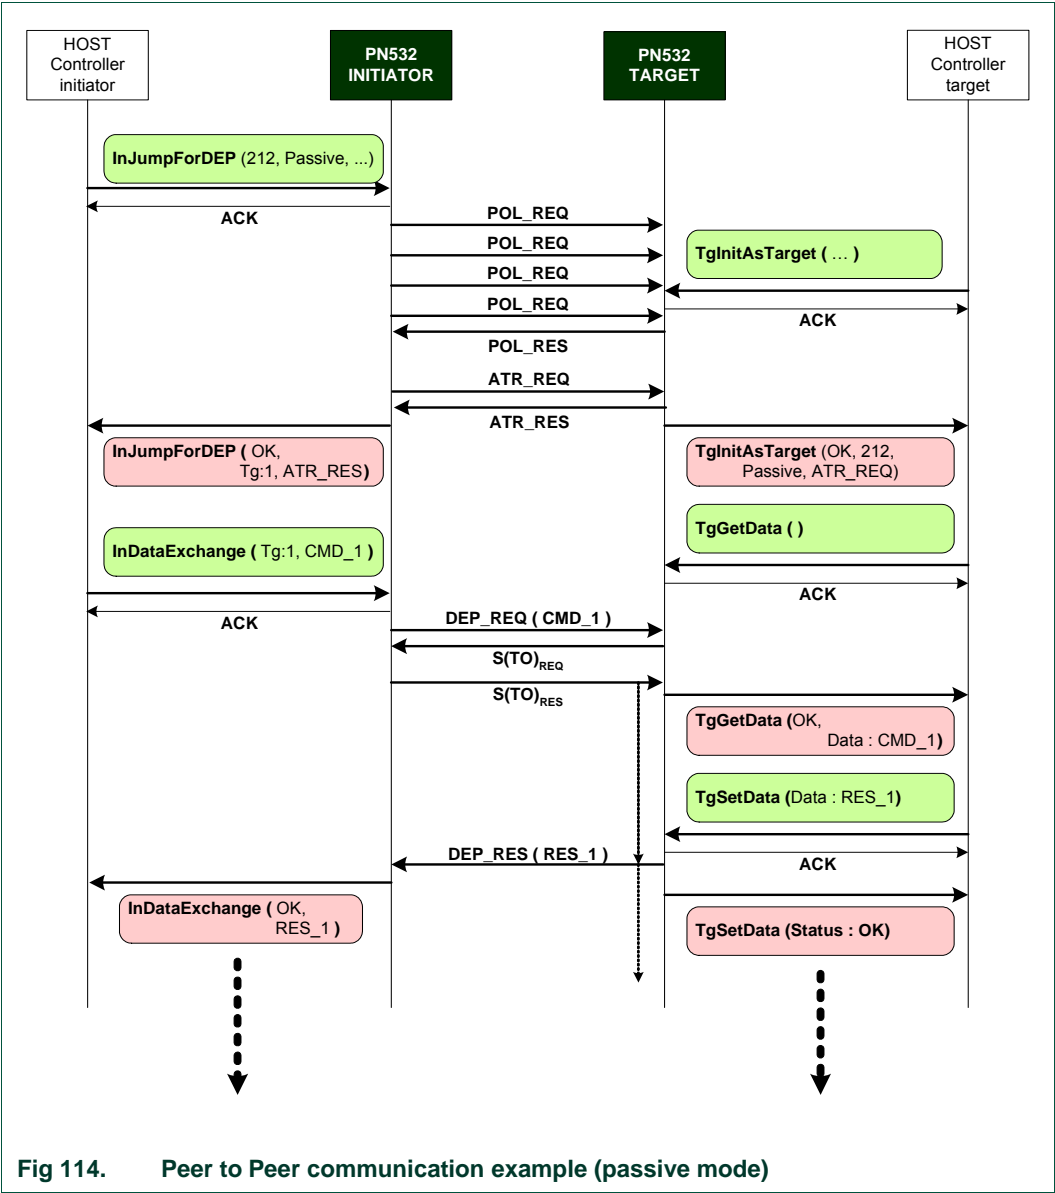 HOST
Controller
initiator
PN532
INITIATOR
PN532
TARGET
HOST
Controller
target
InJumpForDEP (212, Passive, ...)
ACK
POL_REQ
POL_REQ
POL_REQ
POL_REQ
TgInitAsTarget ( ... )
ACK
POL_RES
ATR_REQ
ATR_RES
InJumpForDEP ( OK,
Tg:1, ATR_RES)
TgInitAsTarget (OK, 212,
Passive, ATR_REQ)
TgGetData ( )
InDataExchange ( Tg:1, CMD_1 )
ACK
ACK
DEP_REQ ( CMD_1 )
S(TO)REQ
S(TO)RES
TgGetData (OK,
Data : CMD_1)
TgSetData (Data : RES_1)
DEP_RES ( RES_1 )
ACK
InDataExchange ( OK,
RES_1 )
TgSetData (Status : OK)
Fig 114. Peer to Peer communication example (passive mode)